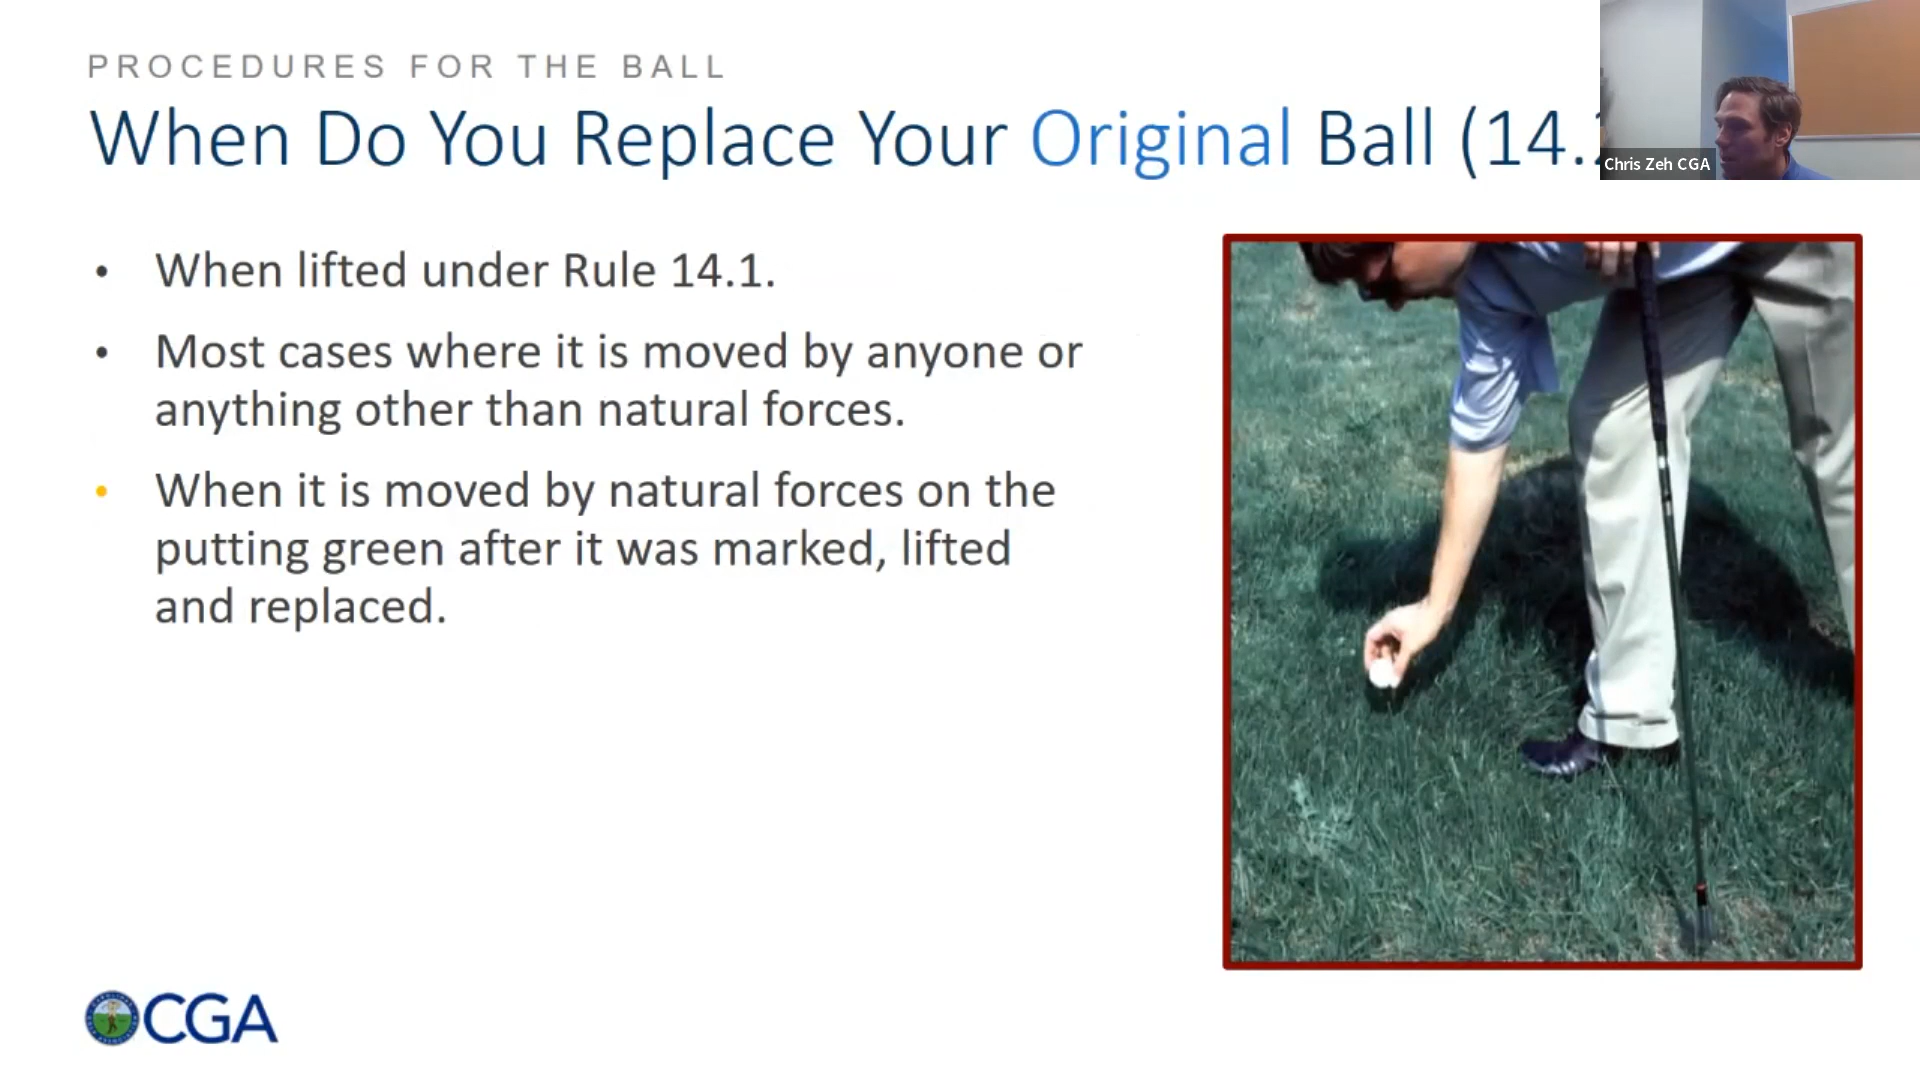 PROCEDURES FOR THE BALL
When Do You Replace Your Original Ball (14.
Chris Zeh CGA
• When lifted under Rule 14.1.
• Most cases where it is moved by anyone or
anything other than natural forces.
• When it is moved by natural forces on the
putting green after it was marked, lifted
and replaced.
CGA